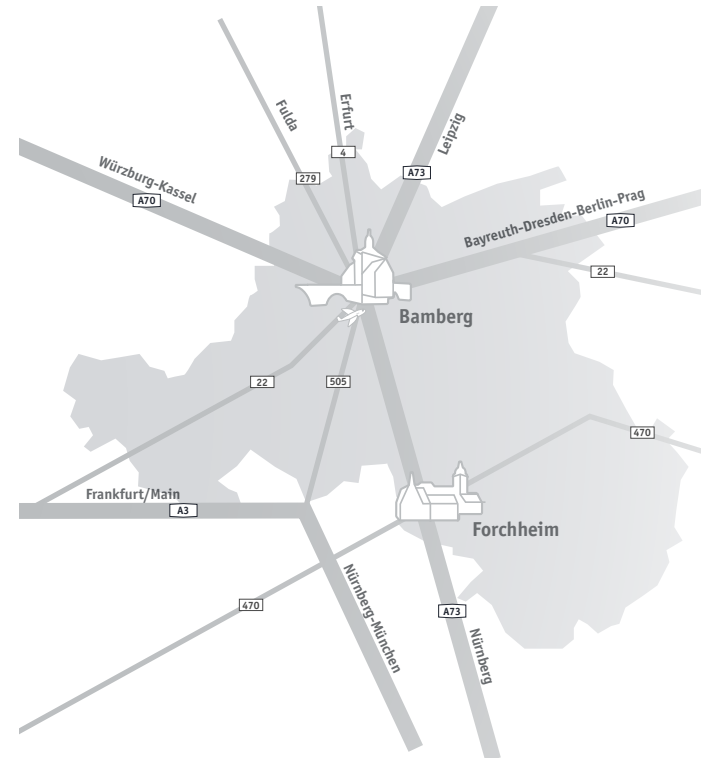 Fulda
Erfurt
4
279
Leipzig
A73
Würzburg-Kassel
A70
Bayreuth-Dresden-Berlin-Prag
A70
22
Bamberg
22
505
470
Frankfurt/Main
A3
Forchheim
470
Nürnberg-München
A73
Nürnberg